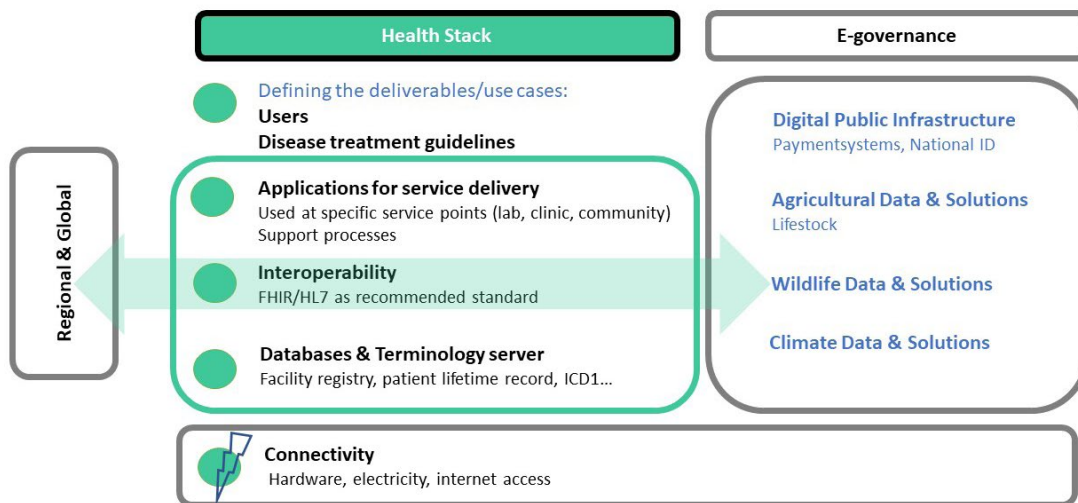 Health Stack
E-governance
Regional & Global
Defining the deliverables/use cases:
Users
Disease treatment guidelines
Applications for service delivery
Used at specific service points (lab, clinic, community)
Support processes
Interoperability
FHIR/HL7 as recommended standard
Databases & Terminology server
Facility registry, patient lifetime record, ICD1...
Digital Public Infrastructure
Paymentsystems, National ID
Agricultural Data & Solutions
Lifestock
Wildlife Data & Solutions
Climate Data & Solutions
Connectivity
Hardware, electricity, internet access